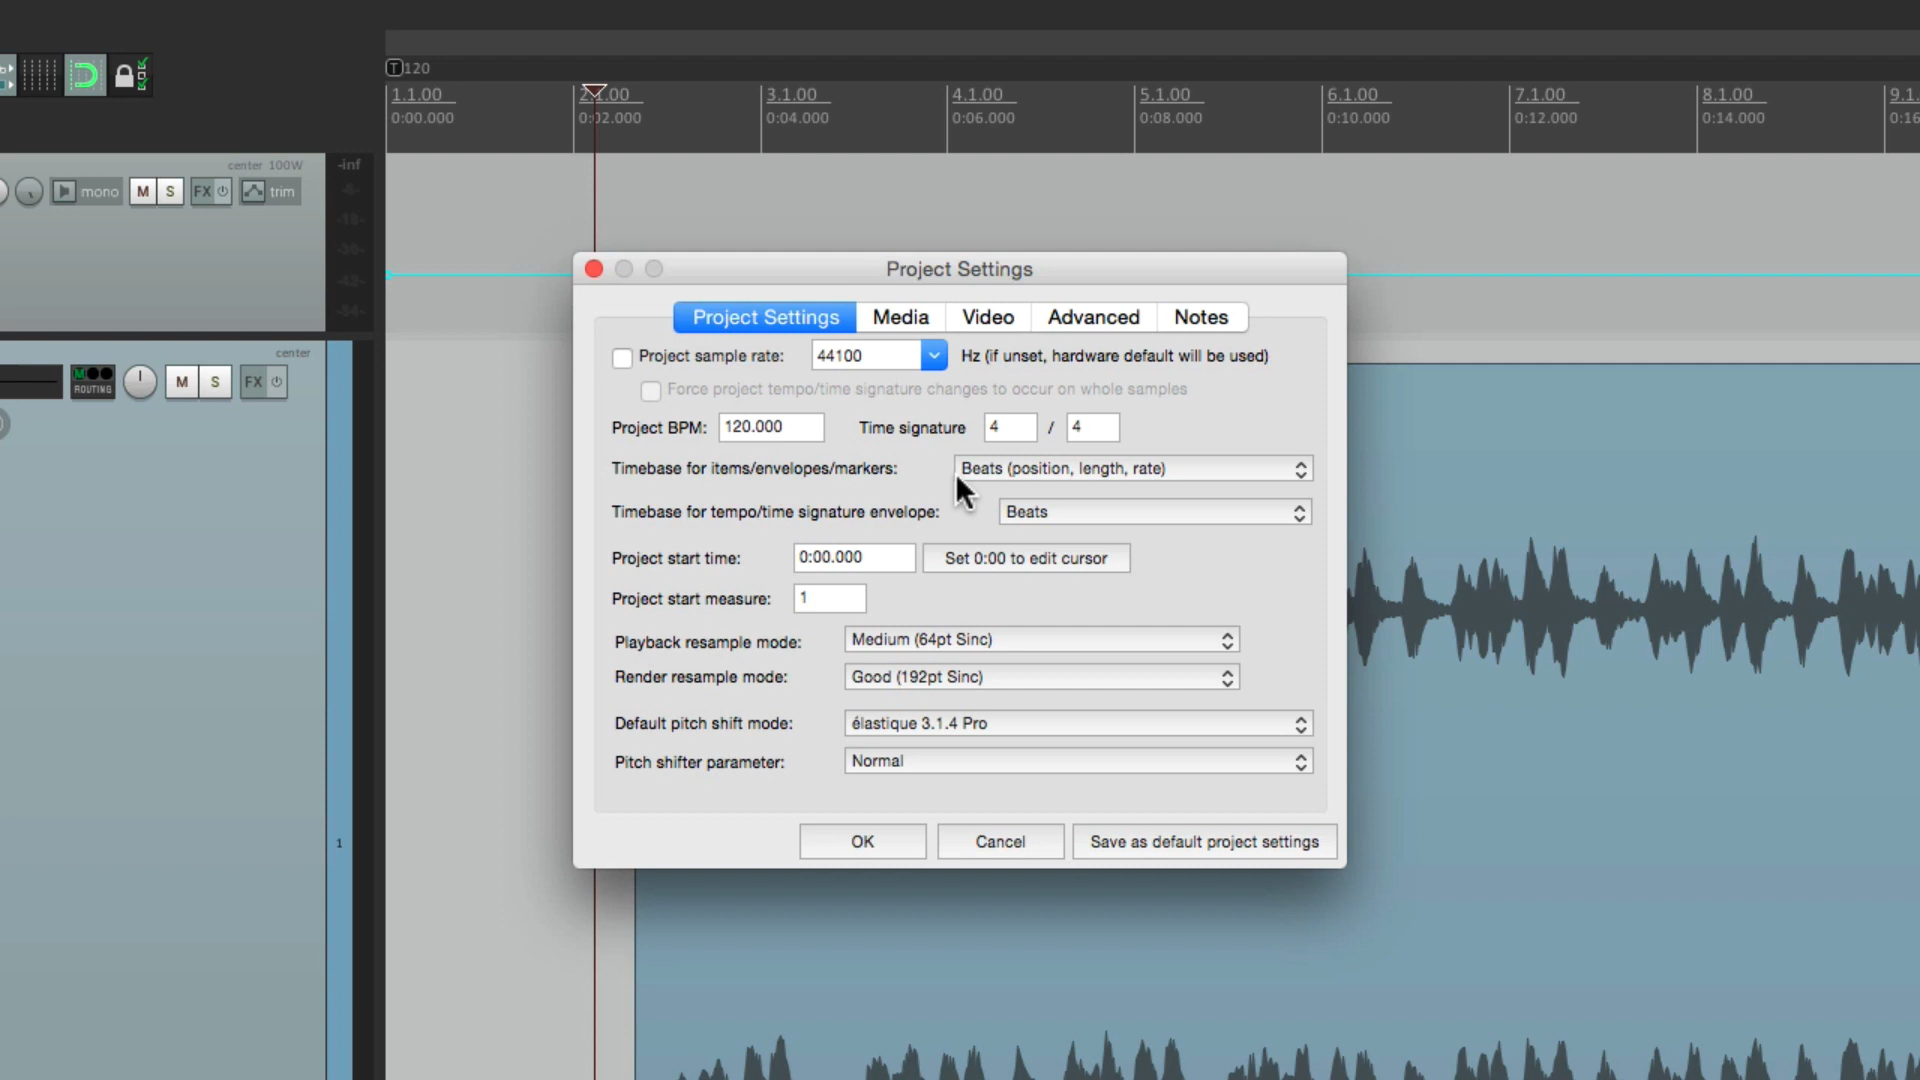 T 120
1.1.00 2.1.00 3.1.00 4.1.00 5.1.00 6.1.00 7.1.00 8.1.00 9.1.
0:00.000 0:02.000 0:04.000 0:06.000 0:08.000 0:10.000 0:12.000 0:14.000 0:16
center 100W -inf
mono M S FX trim
-18-
-54-
center
ROUTING M S FX
1
Project Settings
Project Settings Media Video Advanced Notes
Project sample rate: 44100 Hz (if unset, hardware default will be used)
Force project tempo/time signature changes to occur on whole samples
Project BPM: 120.000 Time signature 4 / 4
Timebase for items/envelopes/markers: Beats (position, length, rate)
Timebase for tempo/time signature envelope: Beats
Project start time: 0:00.000 Set 0:00 to edit cursor
Project start measure: 1
Playback resample mode: Medium (64pt Sinc)
Render resample mode: Good (192pt Sinc)
Default pitch shift mode: élastique 3.1.4 Pro
Pitch shifter parameter: Normal
OK Cancel Save as default project settings